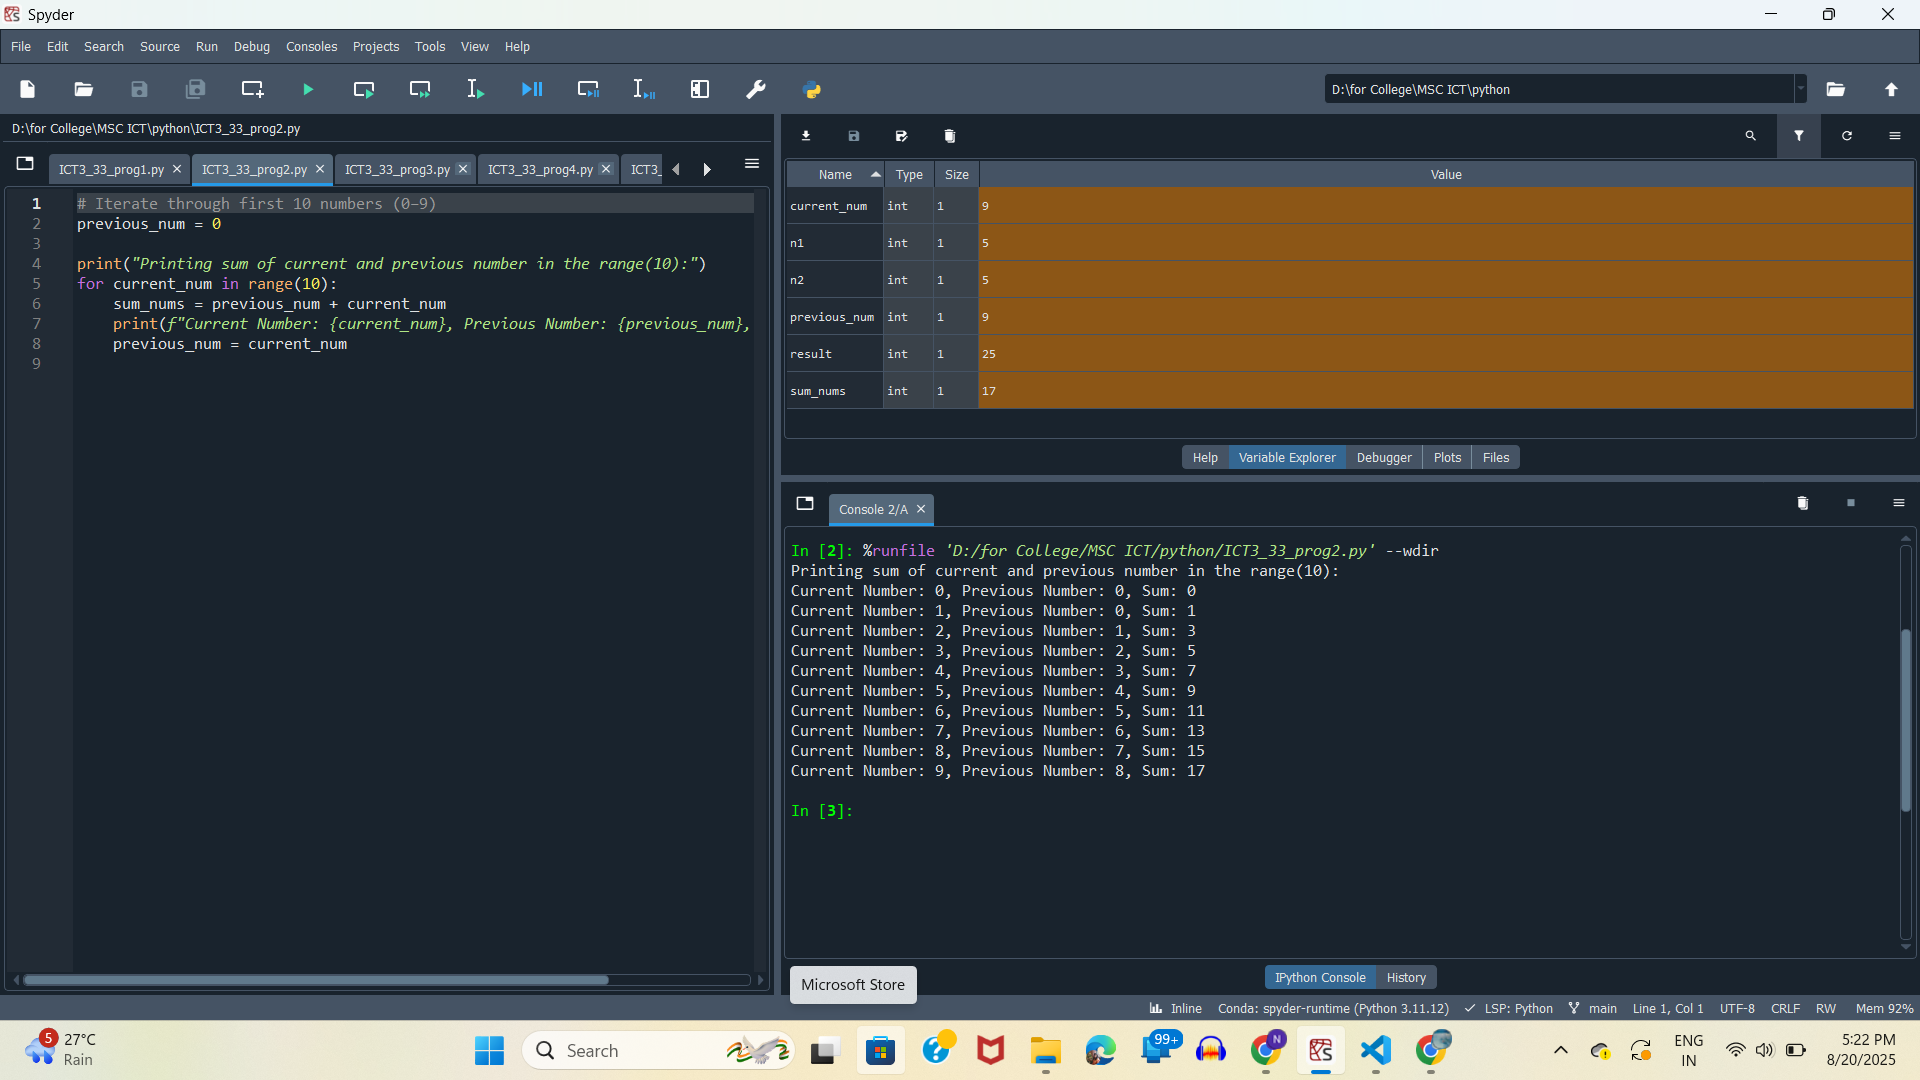 Spyder
File Edit Search Source Run Debug Consoles Projects Tools View Help
D:\for College\MSC ICT\python
D:\for College\MSC ICT\python\ICT3_33_prog2.py
ICT3_33_prog1.py ICT3_33_prog2.py ICT3_33_prog3.py ICT3_33_prog4.py ICT3_
1 # Iterate through first 10 numbers (0–9)
2 previous_num = 0
3
4 print("Printing sum of current and previous number in the range(10):")
5 for current_num in range(10):
6 sum_nums = previous_num + current_num
7 print(f"Current Number: {current_num}, Previous Number: {previous_num},
8 previous_num = current_num
9
Name Type Size Value
current_num int 1 9
n1 int 1 5
n2 int 1 5
previous_num int 1 9
result int 1 25
sum_nums int 1 17
Help Variable Explorer Debugger Plots Files
Console 2/A
In [2]: %runfile 'D:/for College/MSC ICT/python/ICT3_33_prog2.py' --wdir
Printing sum of current and previous number in the range(10):
Current Number: 0, Previous Number: 0, Sum: 0
Current Number: 1, Previous Number: 0, Sum: 1
Current Number: 2, Previous Number: 1, Sum: 3
Current Number: 3, Previous Number: 2, Sum: 5
Current Number: 4, Previous Number: 3, Sum: 7
Current Number: 5, Previous Number: 4, Sum: 9
Current Number: 6, Previous Number: 5, Sum: 11
Current Number: 7, Previous Number: 6, Sum: 13
Current Number: 8, Previous Number: 7, Sum: 15
Current Number: 9, Previous Number: 8, Sum: 17
In [3]:
IPython Console History
Microsoft Store
Inline Conda: spyder-runtime (Python 3.11.12) LSP: Python main Line 1, Col 1 UTF-8 CRLF RW Mem 92%
5
27°C
Rain
Search
99+
N
ENG
IN
5:22 PM
8/20/2025